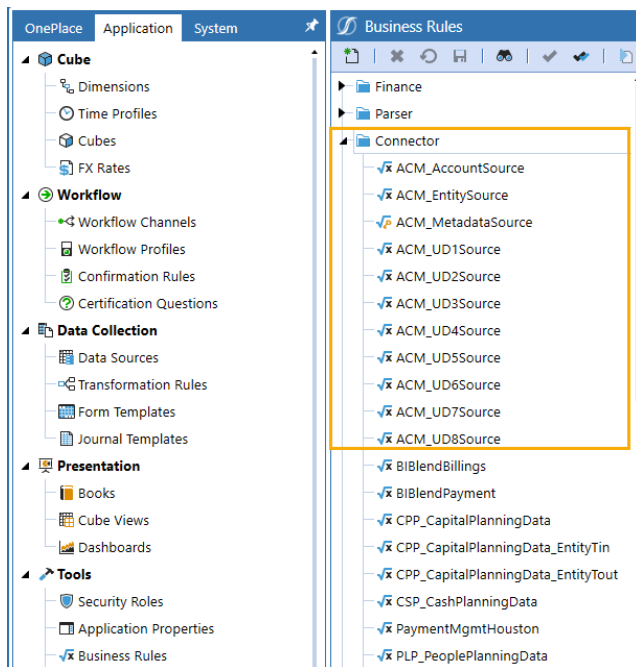 OnePlace Application System
Cube
Dimensions
Time Profiles
Cubes
FX Rates
Workflow
Workflow Channels
Workflow Profiles
Confirmation Rules
Certification Questions
Data Collection
Data Sources
Transformation Rules
Form Templates
Journal Templates
Presentation
Books
Cube Views
Dashboards
Tools
Security Roles
Application Properties
Business Rules
Business Rules
Finance
Parser
Connector
ACM_AccountSource
ACM_EntitySource
ACM_MetadataSource
ACM_UD1Source
ACM_UD2Source
ACM_UD3Source
ACM_UD4Source
ACM_UD5Source
ACM_UD6Source
ACM_UD7Source
ACM_UD8Source
BIBlendBillings
BIBlendPayment
CPP_CapitalPlanningData
CPP_CapitalPlanningData_EntityTin
CPP_CapitalPlanningData_EntityTout
CSP_CashPlanningData
PaymentMgmtHouston
PLP_PeoplePlanningData